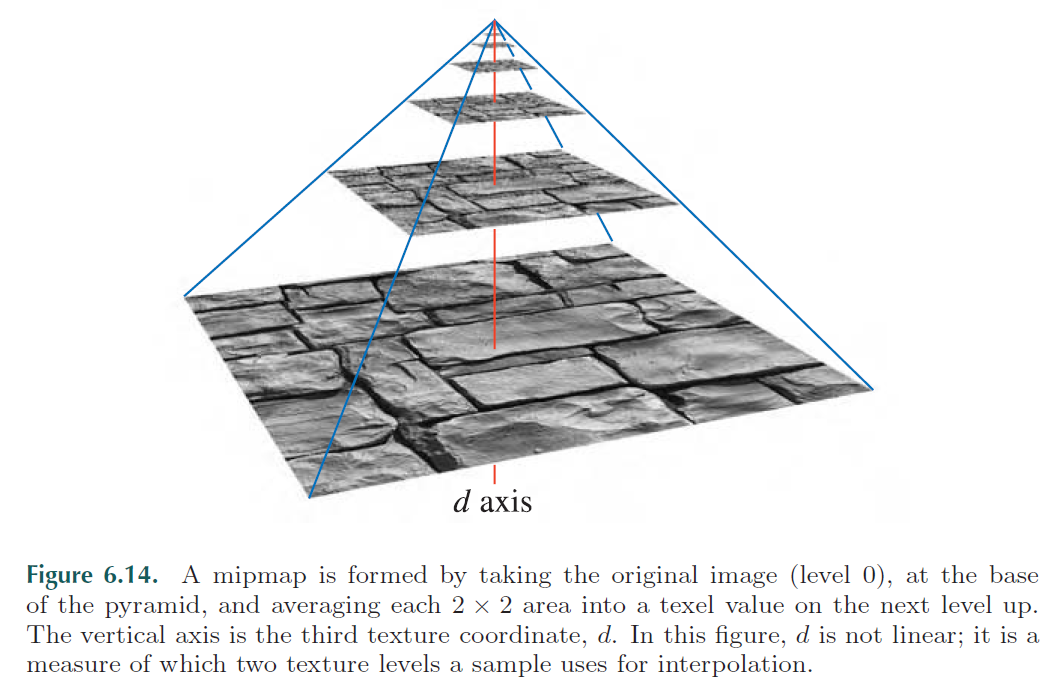 d axis
Figure 6.14. A mipmap is formed by taking the original image (level 0), at the base
of the pyramid, and averaging each 2 × 2 area into a texel value on the next level up.
The vertical axis is the third texture coordinate, d. In this figure, d is not linear; it is a
measure of which two texture levels a sample uses for interpolation.